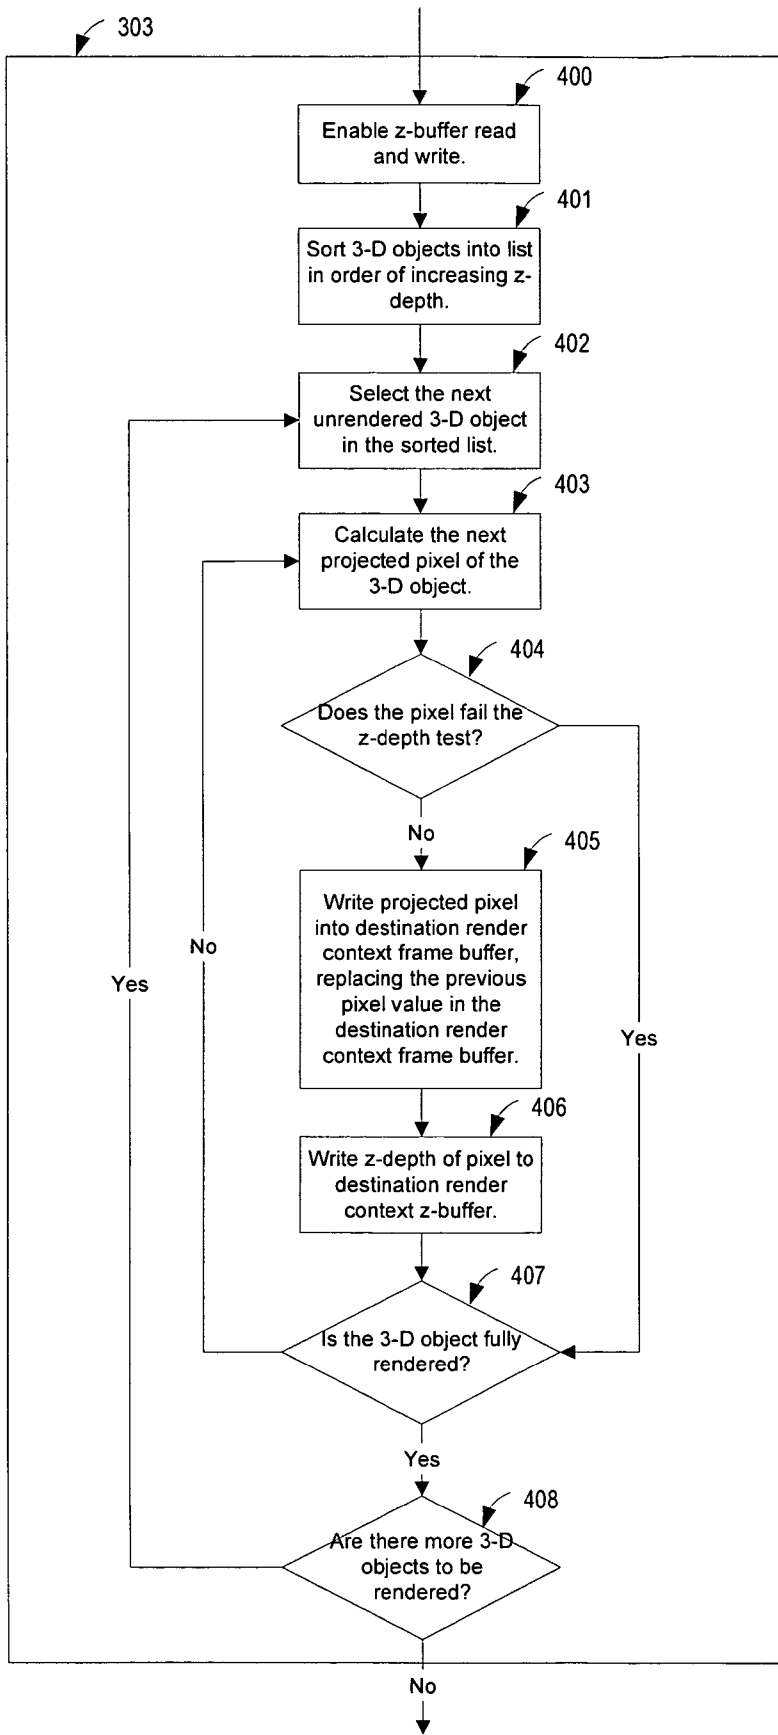 303
400
Enable z-buffer read
and write.
401
Sort 3-D objects into list
in order of increasing z-
depth.
402
Select the next
unrendered 3-D object
in the sorted list.
403
Calculate the next
projected pixel of the
3-D object.
404
Does the pixel fail the
z-depth test?
No
405
Write projected pixel
into destination render
context frame buffer,
replacing the previous
pixel value in the
destination render
context frame buffer.
No
Yes
Yes
406
Write z-depth of pixel to
destination render
context z-buffer.
407
Is the 3-D object fully
rendered?
Yes
408
Are there more 3-D
objects to be
rendered?
No